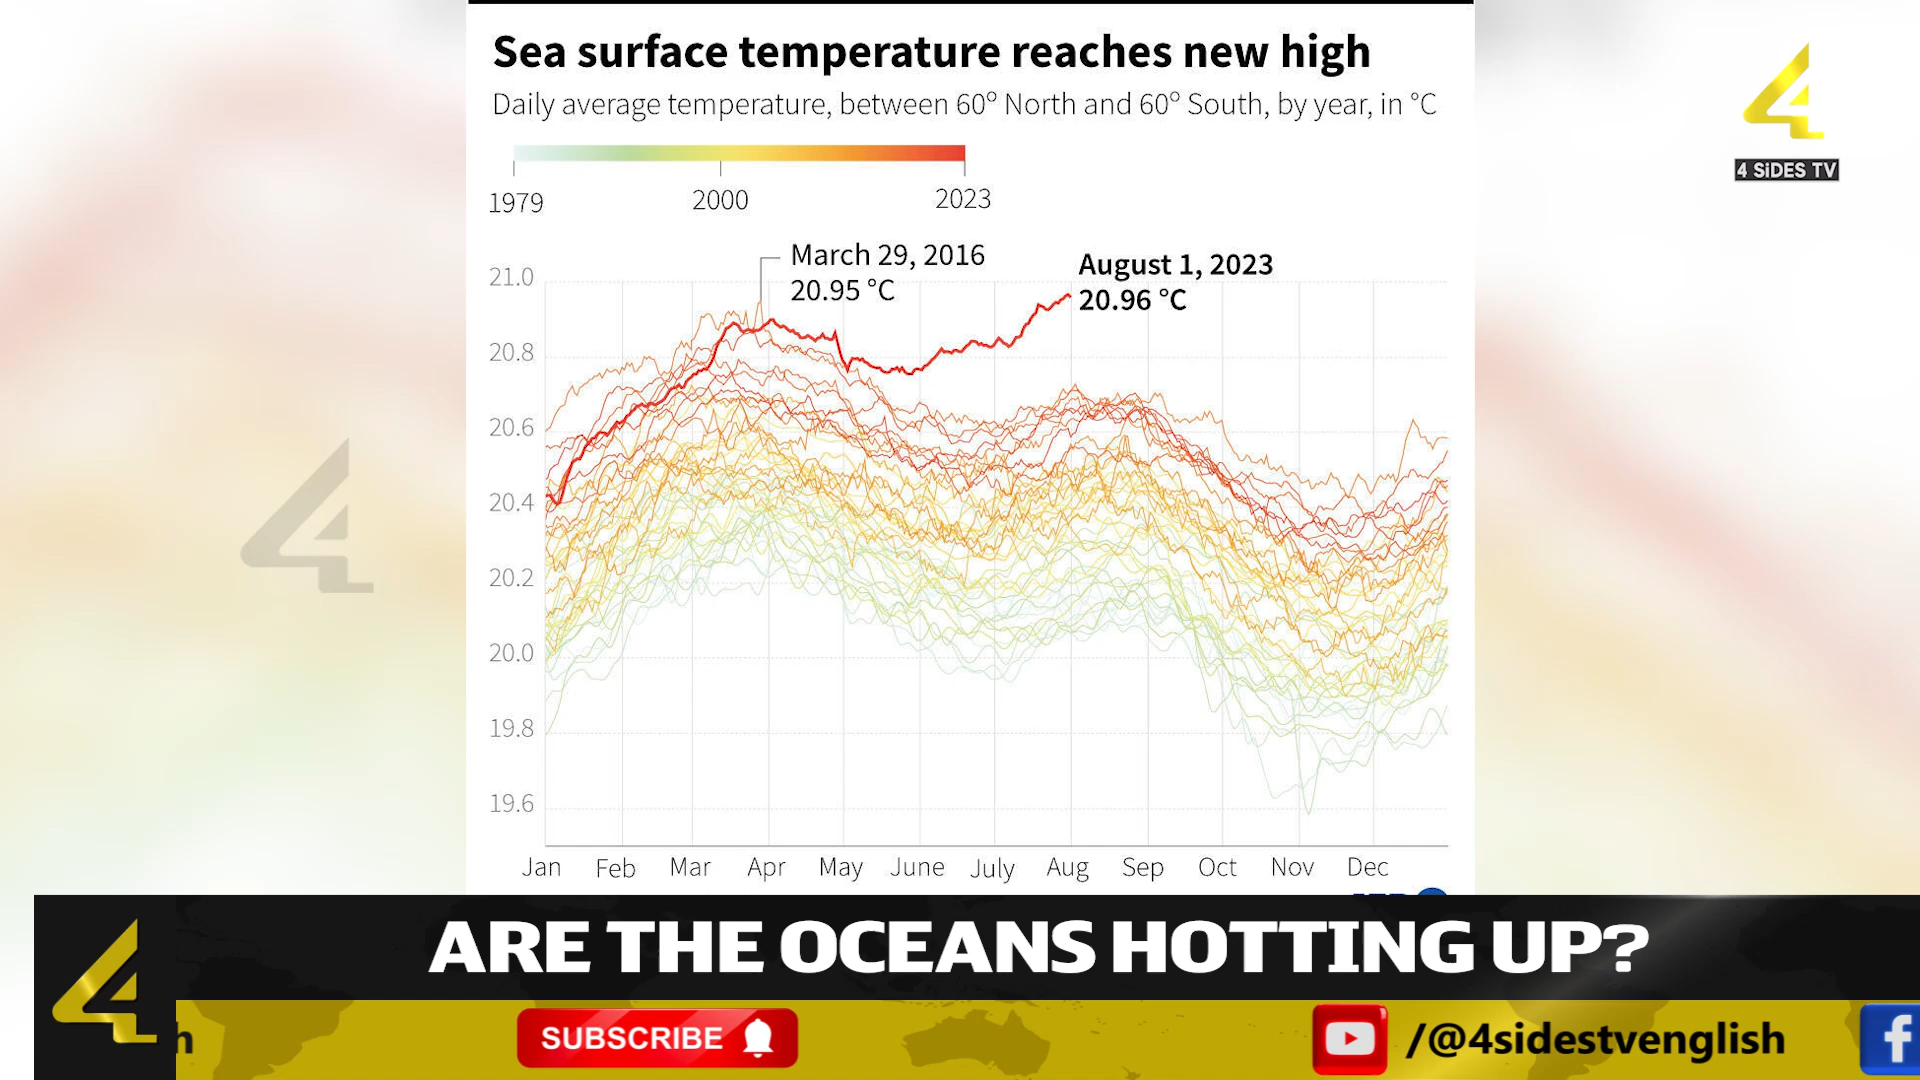 Sea surface temperature reaches new high
Daily average temperature, between 60º North and 60º South, by year, in °C
4 SiDES TV
1979 2000 2023
March 29, 2016
20.95 °C
August 1, 2023
20.96 °C
21.0
20.8
20.6
20.4
20.2
20.0
19.8
19.6
Jan Feb Mar Apr May June July Aug Sep Oct Nov Dec
ARE THE OCEANS HOTTING UP?
h SUBSCRIBE /@4sidestvenglish